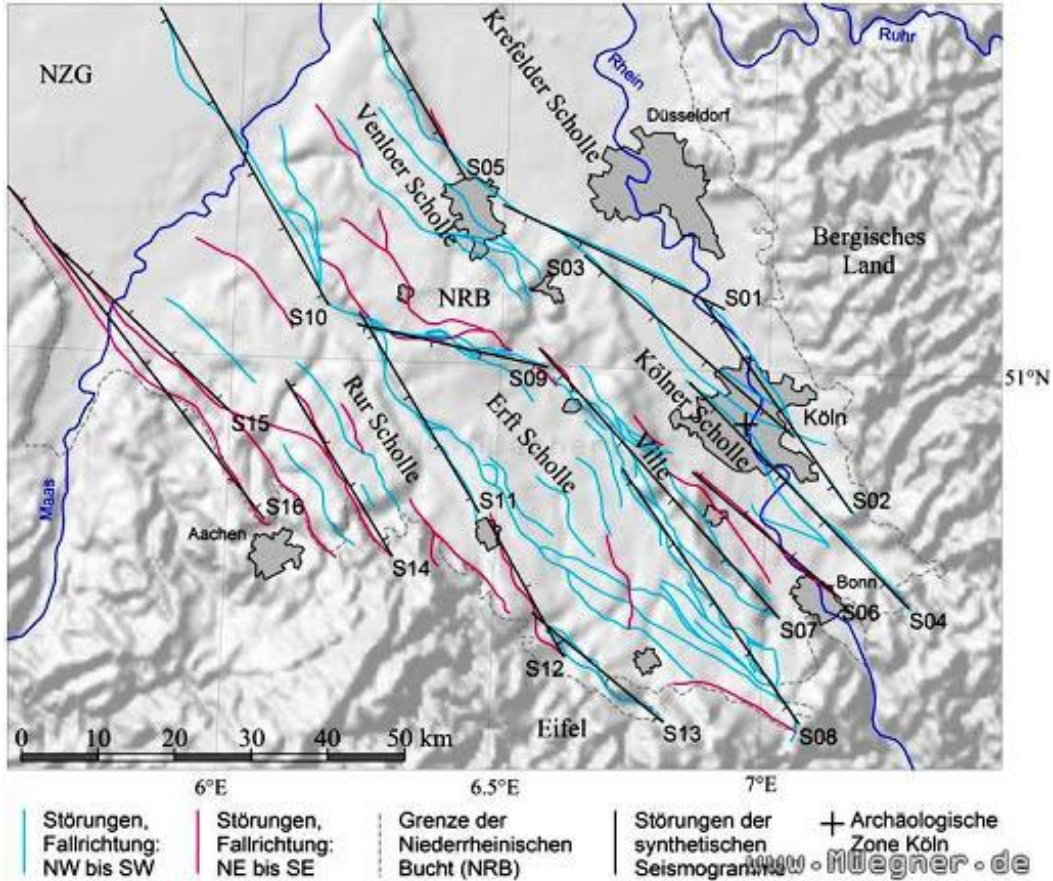 NZG
Krefelder Scholle
Rhein
Ruhr
Düsseldorf
Venloer Scholle
S05
Bergisches
Land
S03
NRB
S01
S10
S09
51°N
Kölner Scholle
Köln
Rur Scholle
Erft Scholle
Ville
S15
S02
Maas
S16
S11
Aachen
S14
Bonn
S06
S04
S07
S12
Eifel
S13
S08
0 10 20 30 40 50 km
6°E 6.5°E 7°E
Störungen,
Fallrichtung:
NW bis SW
Störungen,
Fallrichtung:
NE bis SE
Grenze der
Niederrheinischen
Bucht (NRB)
Störungen der
synthetischen
Seismogramme
Archäologische
Zone Köln
www.Müegner.de